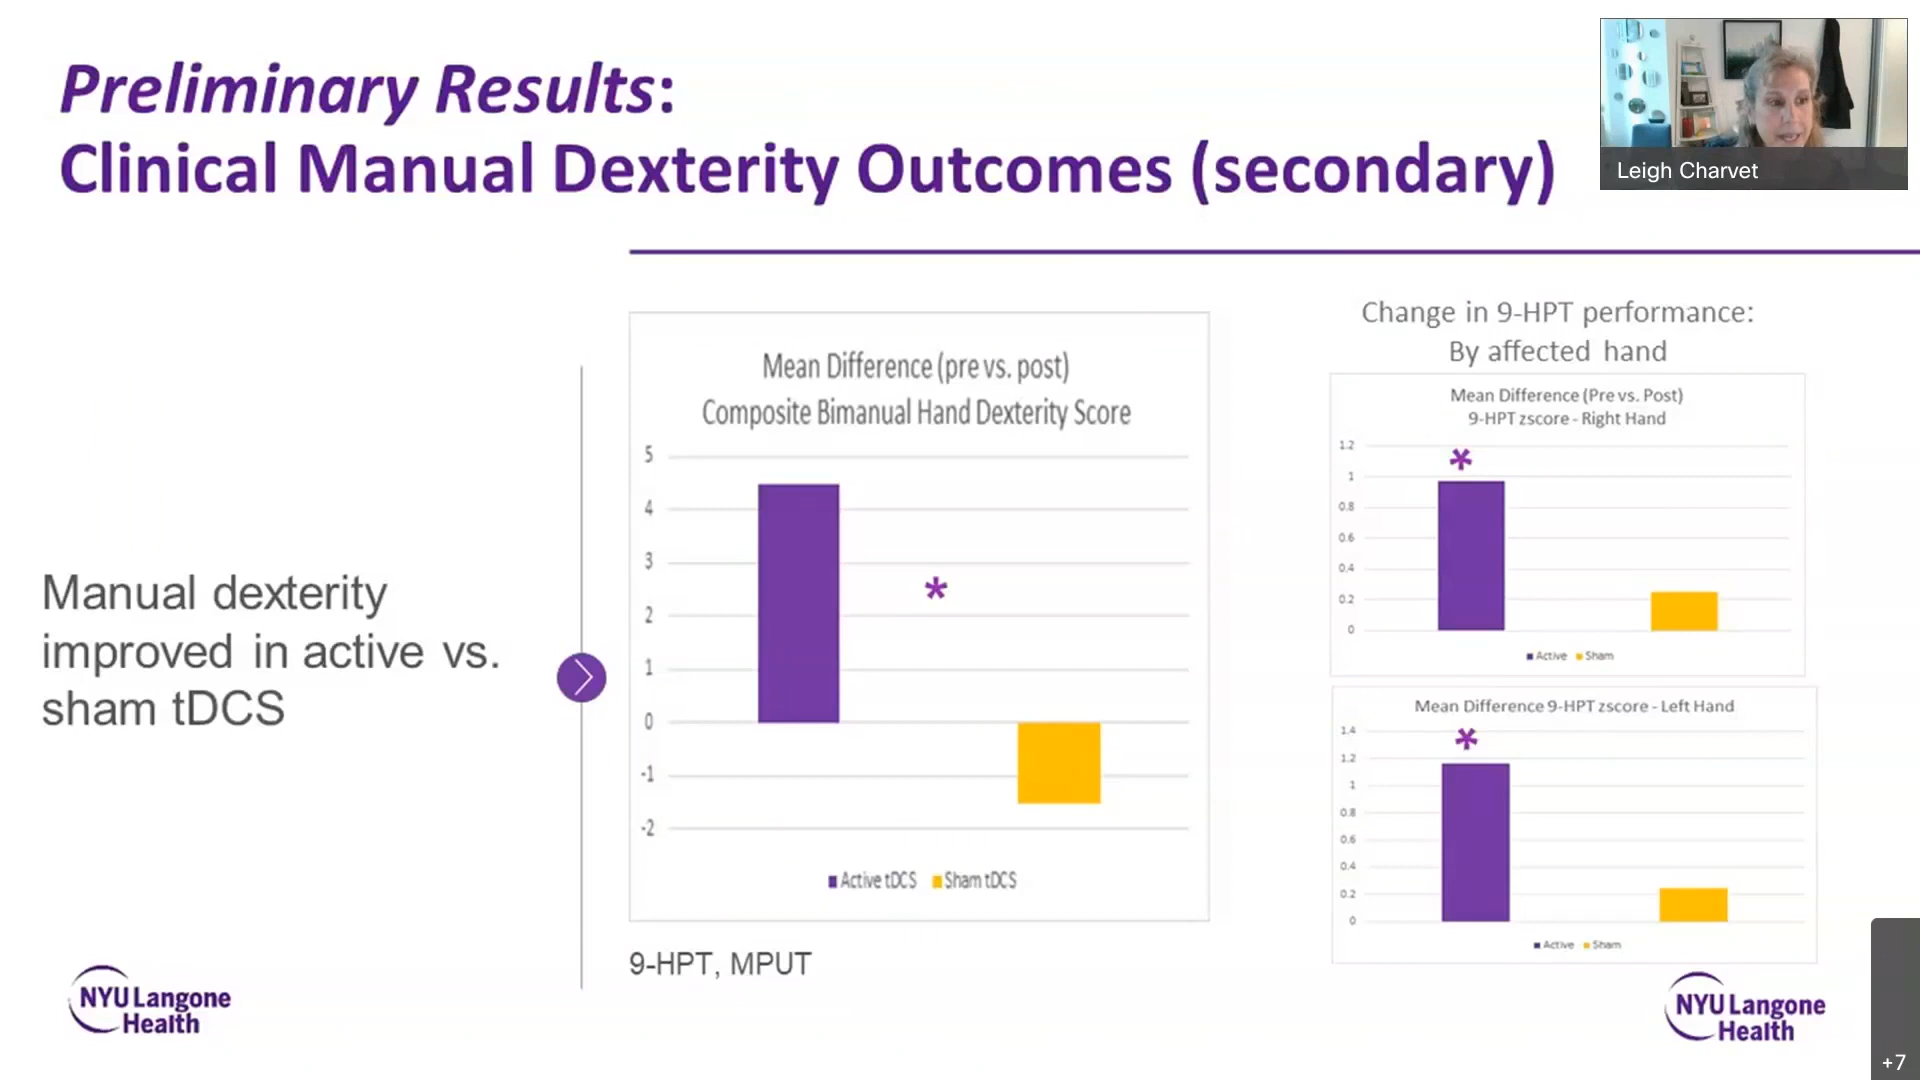 Preliminary Results:
Clinical Manual Dexterity Outcomes (secondary)
Leigh Charvet
Manual dexterity
improved in active vs.
sham tDCS
Mean Difference (pre vs. post)
Composite Bimanual Hand Dexterity Score
5
4
3
2
1
0
-1
-2
*
Active tDCS Sham tDCS
9-HPT, MPUT
Change in 9-HPT performance:
By affected hand
Mean Difference (Pre vs. Post)
9-HPT zscore - Right Hand
1.2
1
0.8
0.6
0.4
0.2
0
*
Active Sham
Mean Difference 9-HPT zscore - Left Hand
1.4
1.2
1
0.8
0.6
0.4
0.2
0
*
Active Sham
NYU Langone
Health
NYU Langone
Health
+7